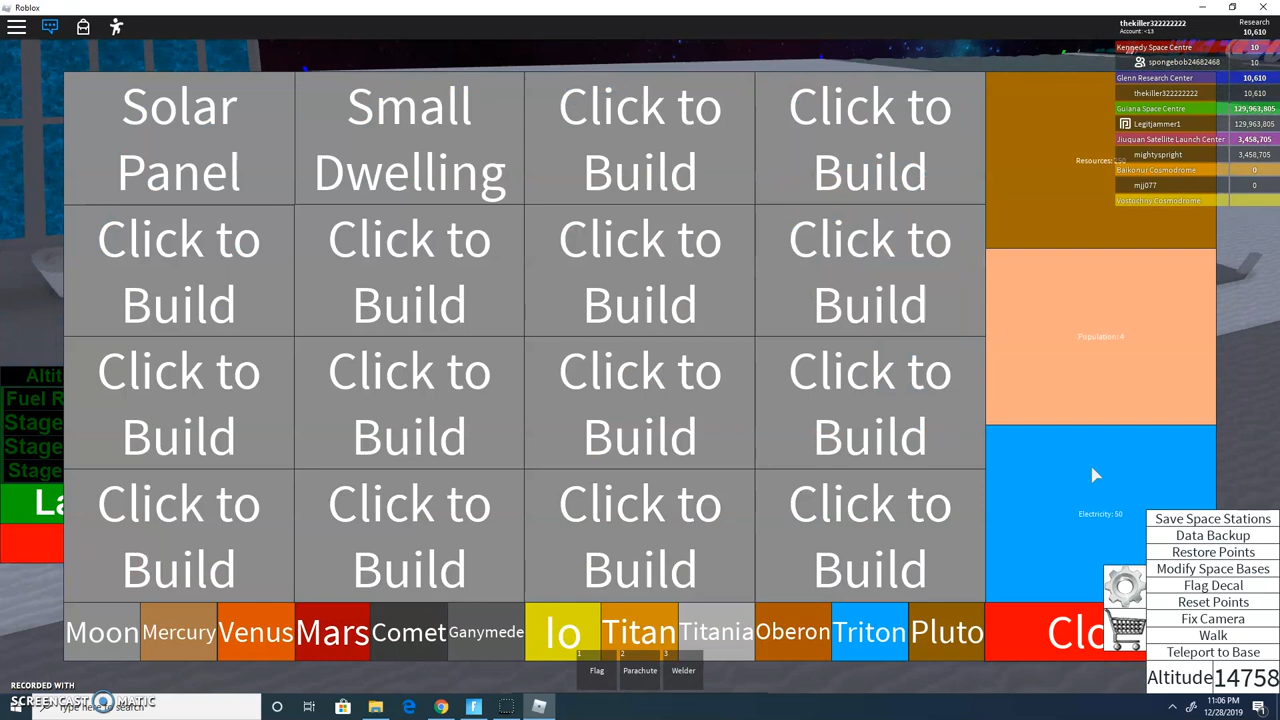 Roblox
thekiller322222222
Account: <13
Research
10,610
Kennedy Space Centre 10
spongebob24682468 10
Glenn Research Center 10,610
thekiller322222222 10,610
Guiana Space Centre 129,963,805
Legitjammer1 129,963,805
Jiuquan Satellite Launch Center 3,458,705
mightyspright 3,458,705
Baikonur Cosmodrome 0
mjj077 0
Vostochny Cosmodrome
Solar Panel
Small Dwelling
Click to Build
Click to Build
Click to Build
Click to Build
Click to Build
Click to Build
Click to Build
Click to Build
Click to Build
Click to Build
Click to Build
Click to Build
Click to Build
Click to Build
Population: 4
Electricity: 50
Altit
Fuel R
Stage
Stage
Stage
La
Moon Mercury Venus Mars Comet Ganymede Io Titan Titania Oberon Triton Pluto Clo
Save Space Stations
Data Backup
Restore Points
Modify Space Bases
Flag Decal
Reset Points
Fix Camera
Walk
Teleport to Base
Altitude 14758
1 2 3
Flag Parachute Welder
RECORDED WITH
SCREENCAST MATIC
Type here to search
11:06 PM
12/28/2019